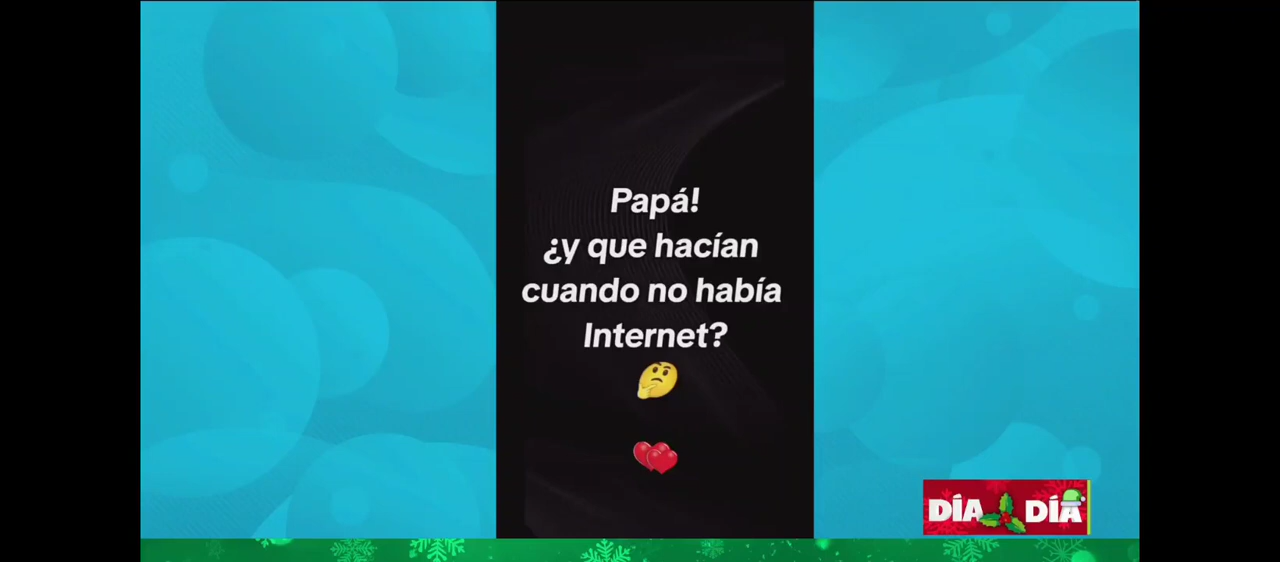 Papá!
¿y que hacían
cuando no había
Internet?
DÍA DÍA